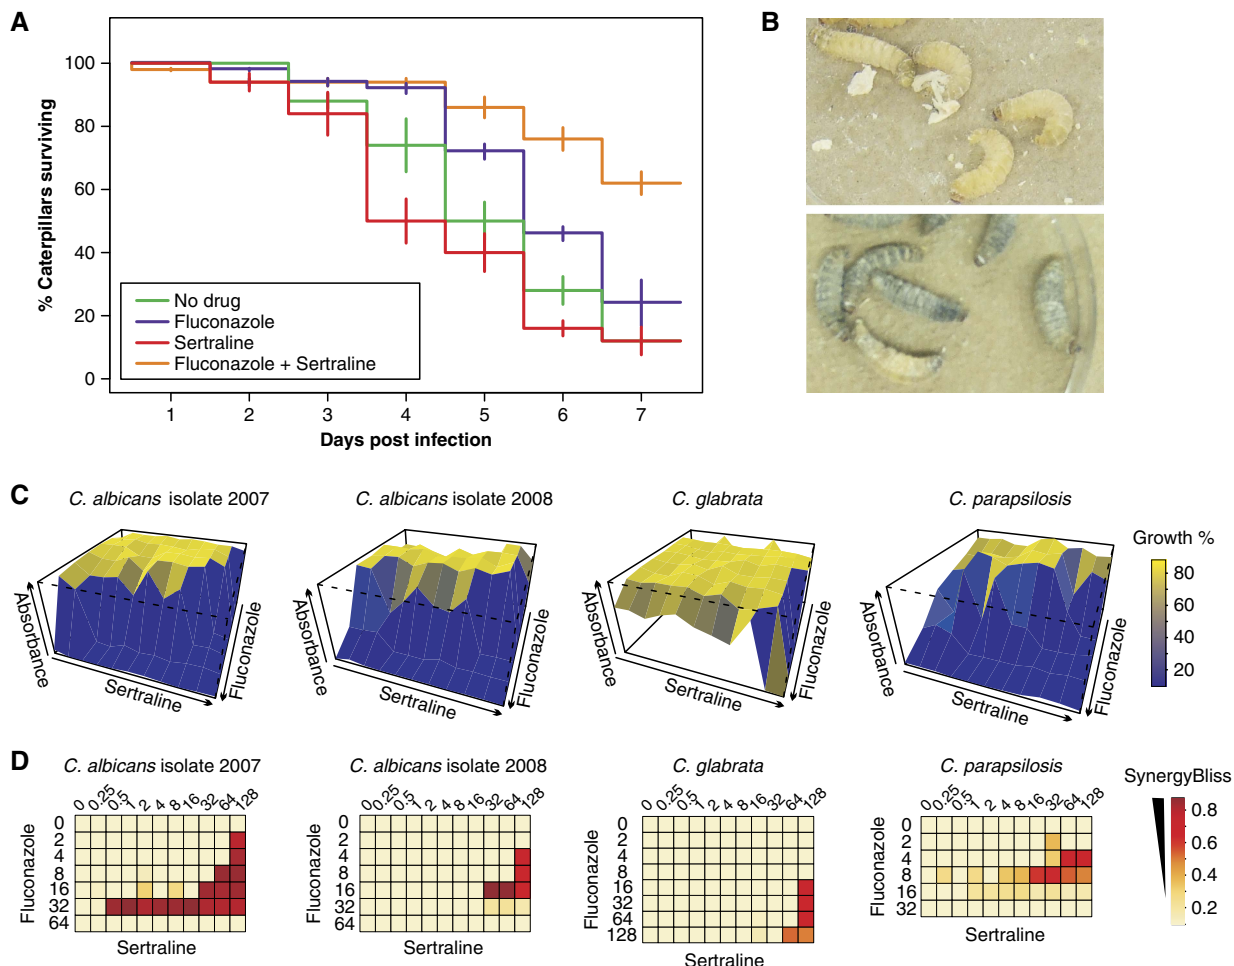 A
B
% Caterpillars surviving
100
80
60
40
20
0
No drug
Fluconazole
Sertraline
Fluconazole + Sertraline
1 2 3 4 5 6 7
Days post infection
C
C. albicans isolate 2007
C. albicans isolate 2008
C. glabrata
C. parapsilosis
Absorbance
Sertraline
Fluconazole
Absorbance
Sertraline
Fluconazole
Absorbance
Sertraline
Fluconazole
Absorbance
Sertraline
Fluconazole
Growth %
80
60
40
20
D
C. albicans isolate 2007
0 0.25 0.5 1 2 4 8 16 32 64 128
Fluconazole
0
2
4
8
16
32
64
Sertraline
C. albicans isolate 2008
0 0.25 0.5 1 2 4 8 16 32 64 128
Fluconazole
0
2
4
8
16
32
64
Sertraline
C. glabrata
0 0.25 0.5 1 2 4 8 16 32 64 128
Fluconazole
0
2
4
8
16
32
64
128
Sertraline
C. parapsilosis
0 0.25 0.5 1 2 4 8 16 32 64 128
Fluconazole
0
2
4
8
16
32
Sertraline
SynergyBliss
0.8
0.6
0.4
0.2